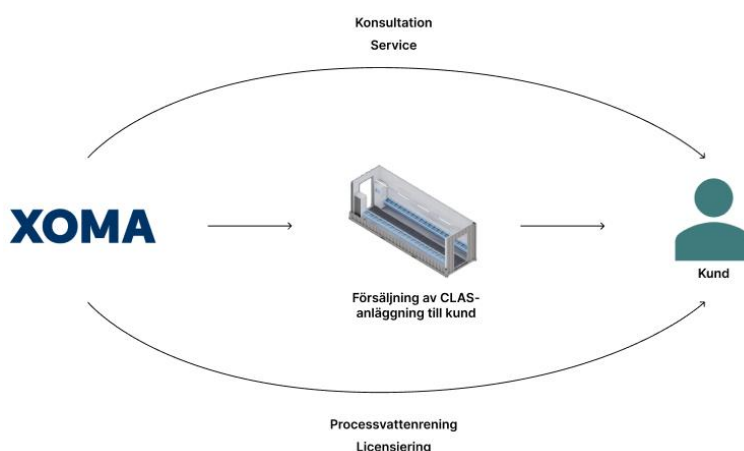 Konsultation
Service
XOMA
Försäljning av CLAS-
anläggning till kund
Kund
Processvattenrening
Licensiering